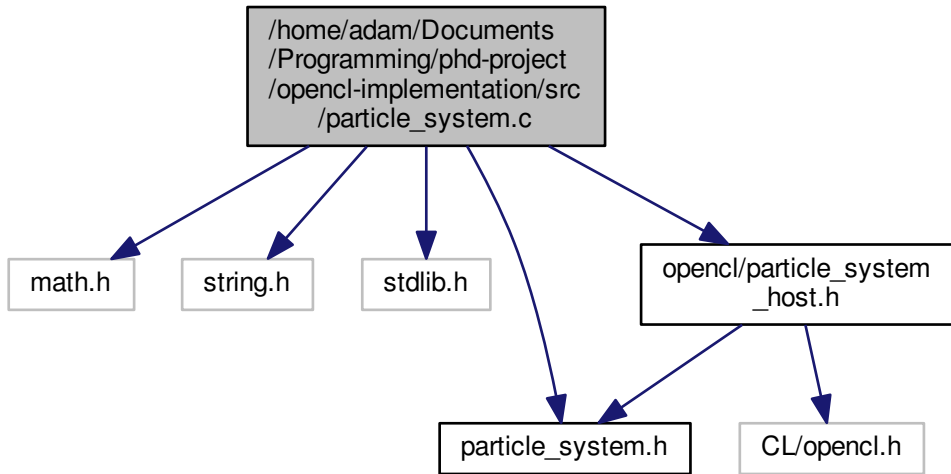 /home/adam/Documents
/Programming/phd-project
/opencl-implementation/src
/particle_system.c
math.h
string.h
stdlib.h
opencl/particle_system
_host.h
particle_system.h
CL/opencl.h